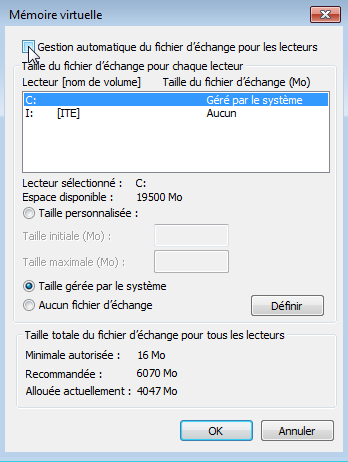 Mémoire virtuelle
Gestion automatique du fichier d'échange pour les lecteurs
Taille du fichier d'échange pour chaque lecteur
Lecteur [nom de volume] Taille du fichier d'échange (Mo)
C: Géré par le système
I: [ITE] Aucun
Lecteur sélectionné : C:
Espace disponible : 19500 Mo
Taille personnalisée :
Taille initiale (Mo) :
Taille maximale (Mo) :
Taille gérée par le système
Aucun fichier d'échange
Définir
Taille totale du fichier d'échange pour tous les lecteurs
Minimale autorisée : 16 Mo
Recommandée : 6070 Mo
Allouée actuellement : 4047 Mo
OK Annuler